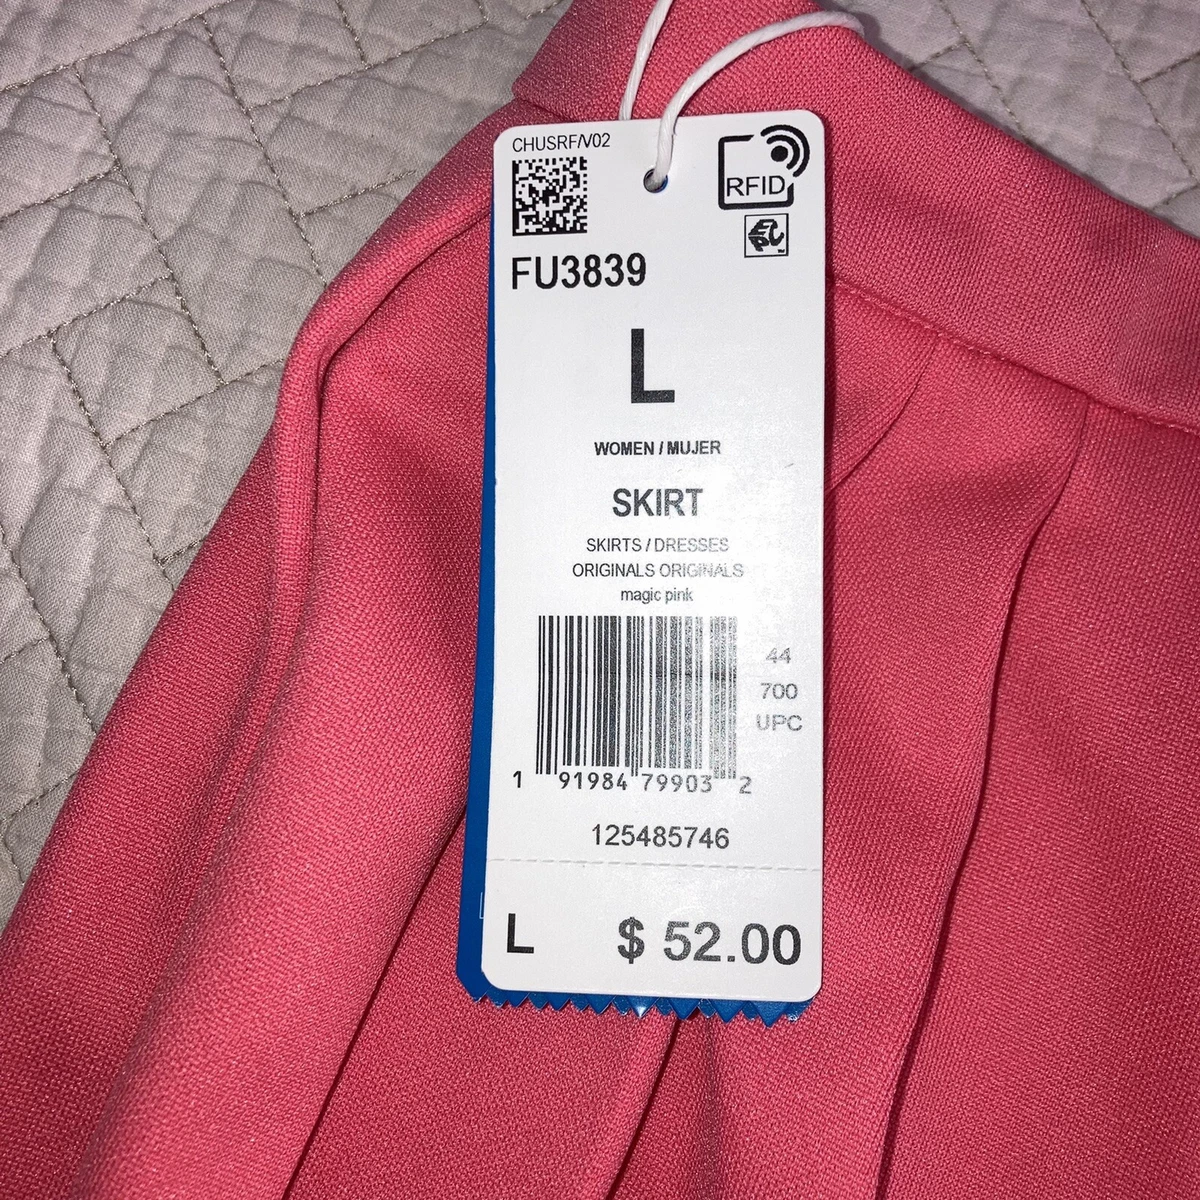 CHUSRF/V02
RFID
EPC
FU3839
L
WOMEN / MUJER
SKIRT
SKIRTS / DRESSES
ORIGINALS ORIGINALS
magic pink
44
700
UPC
1 91984 79903 2
125485746
L $ 52.00